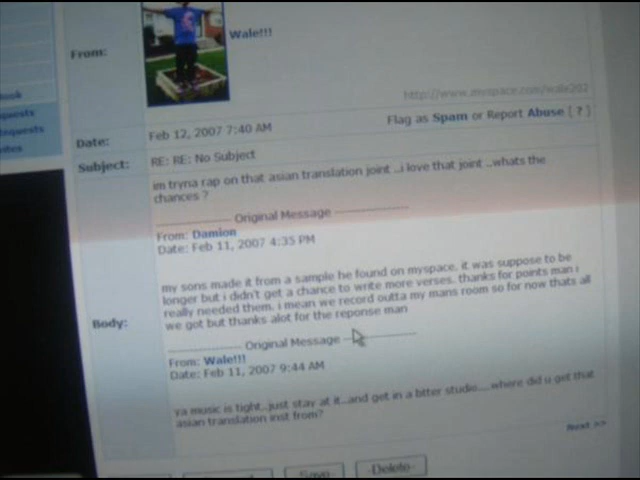 Wale!!!
From:
http://www.myspace.com/wale202
Flag as Spam or Report Abuse [ ? ]
Date:
Feb 12, 2007 7:40 AM
Subject:
RE: RE: No Subject
im tryna rap on that asian translation joint ..i love that joint ..whats the
chances ?
Original Message
From: Damion
Date: Feb 11, 2007 4:35 PM
Body:
my sons made it from a sample he found on myspace. it was suppose to be
longer but i didn't get a chance to write more verses. thanks for points man i
really needed them. i mean we record outta my mans room so for now thats all
we got but thanks alot for the reponse man
Original Message
From: Wale!!!
Date: Feb 11, 2007 9:44 AM
ya music is tight..just stay at it..and get in a bitter studio....where did u get that
asian translation inst from?
Next >>
-Save-
-Delete-